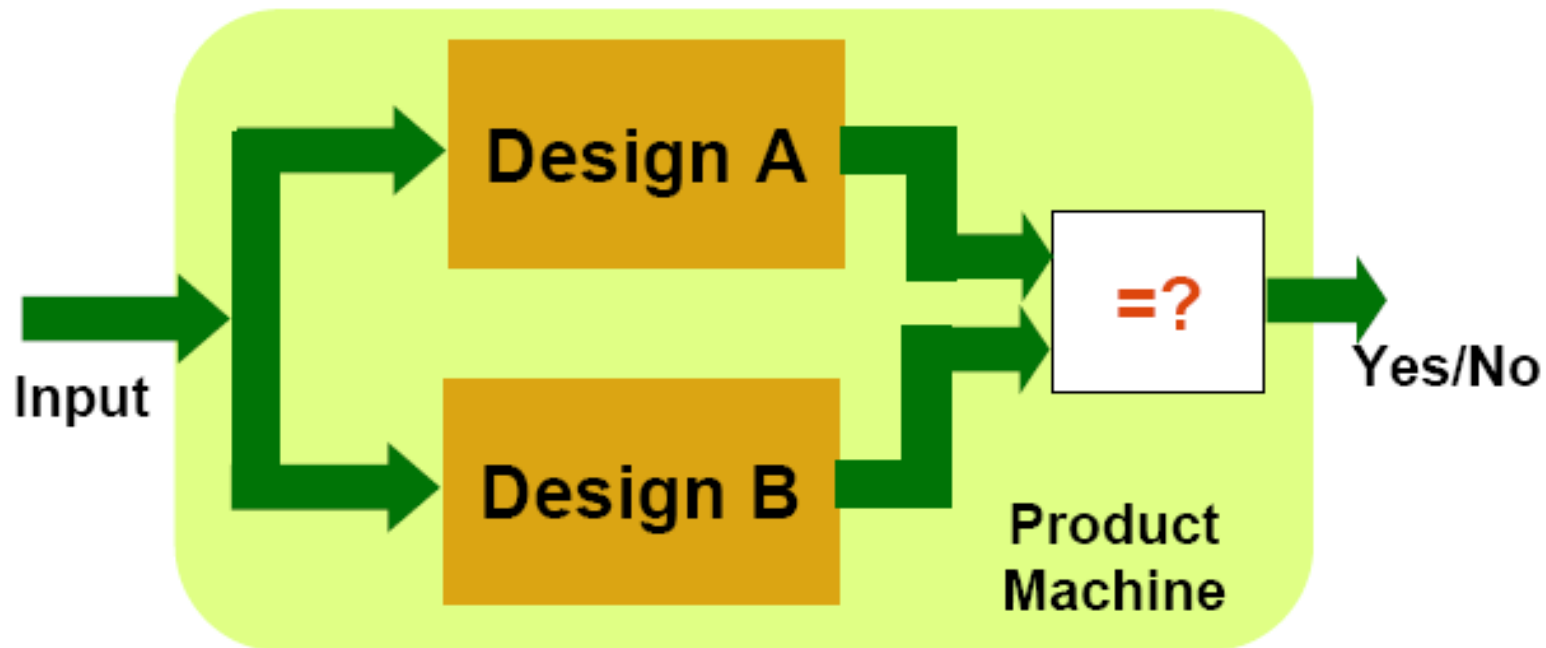 Design A
=?
Input
Yes/No
Design B
Product
Machine